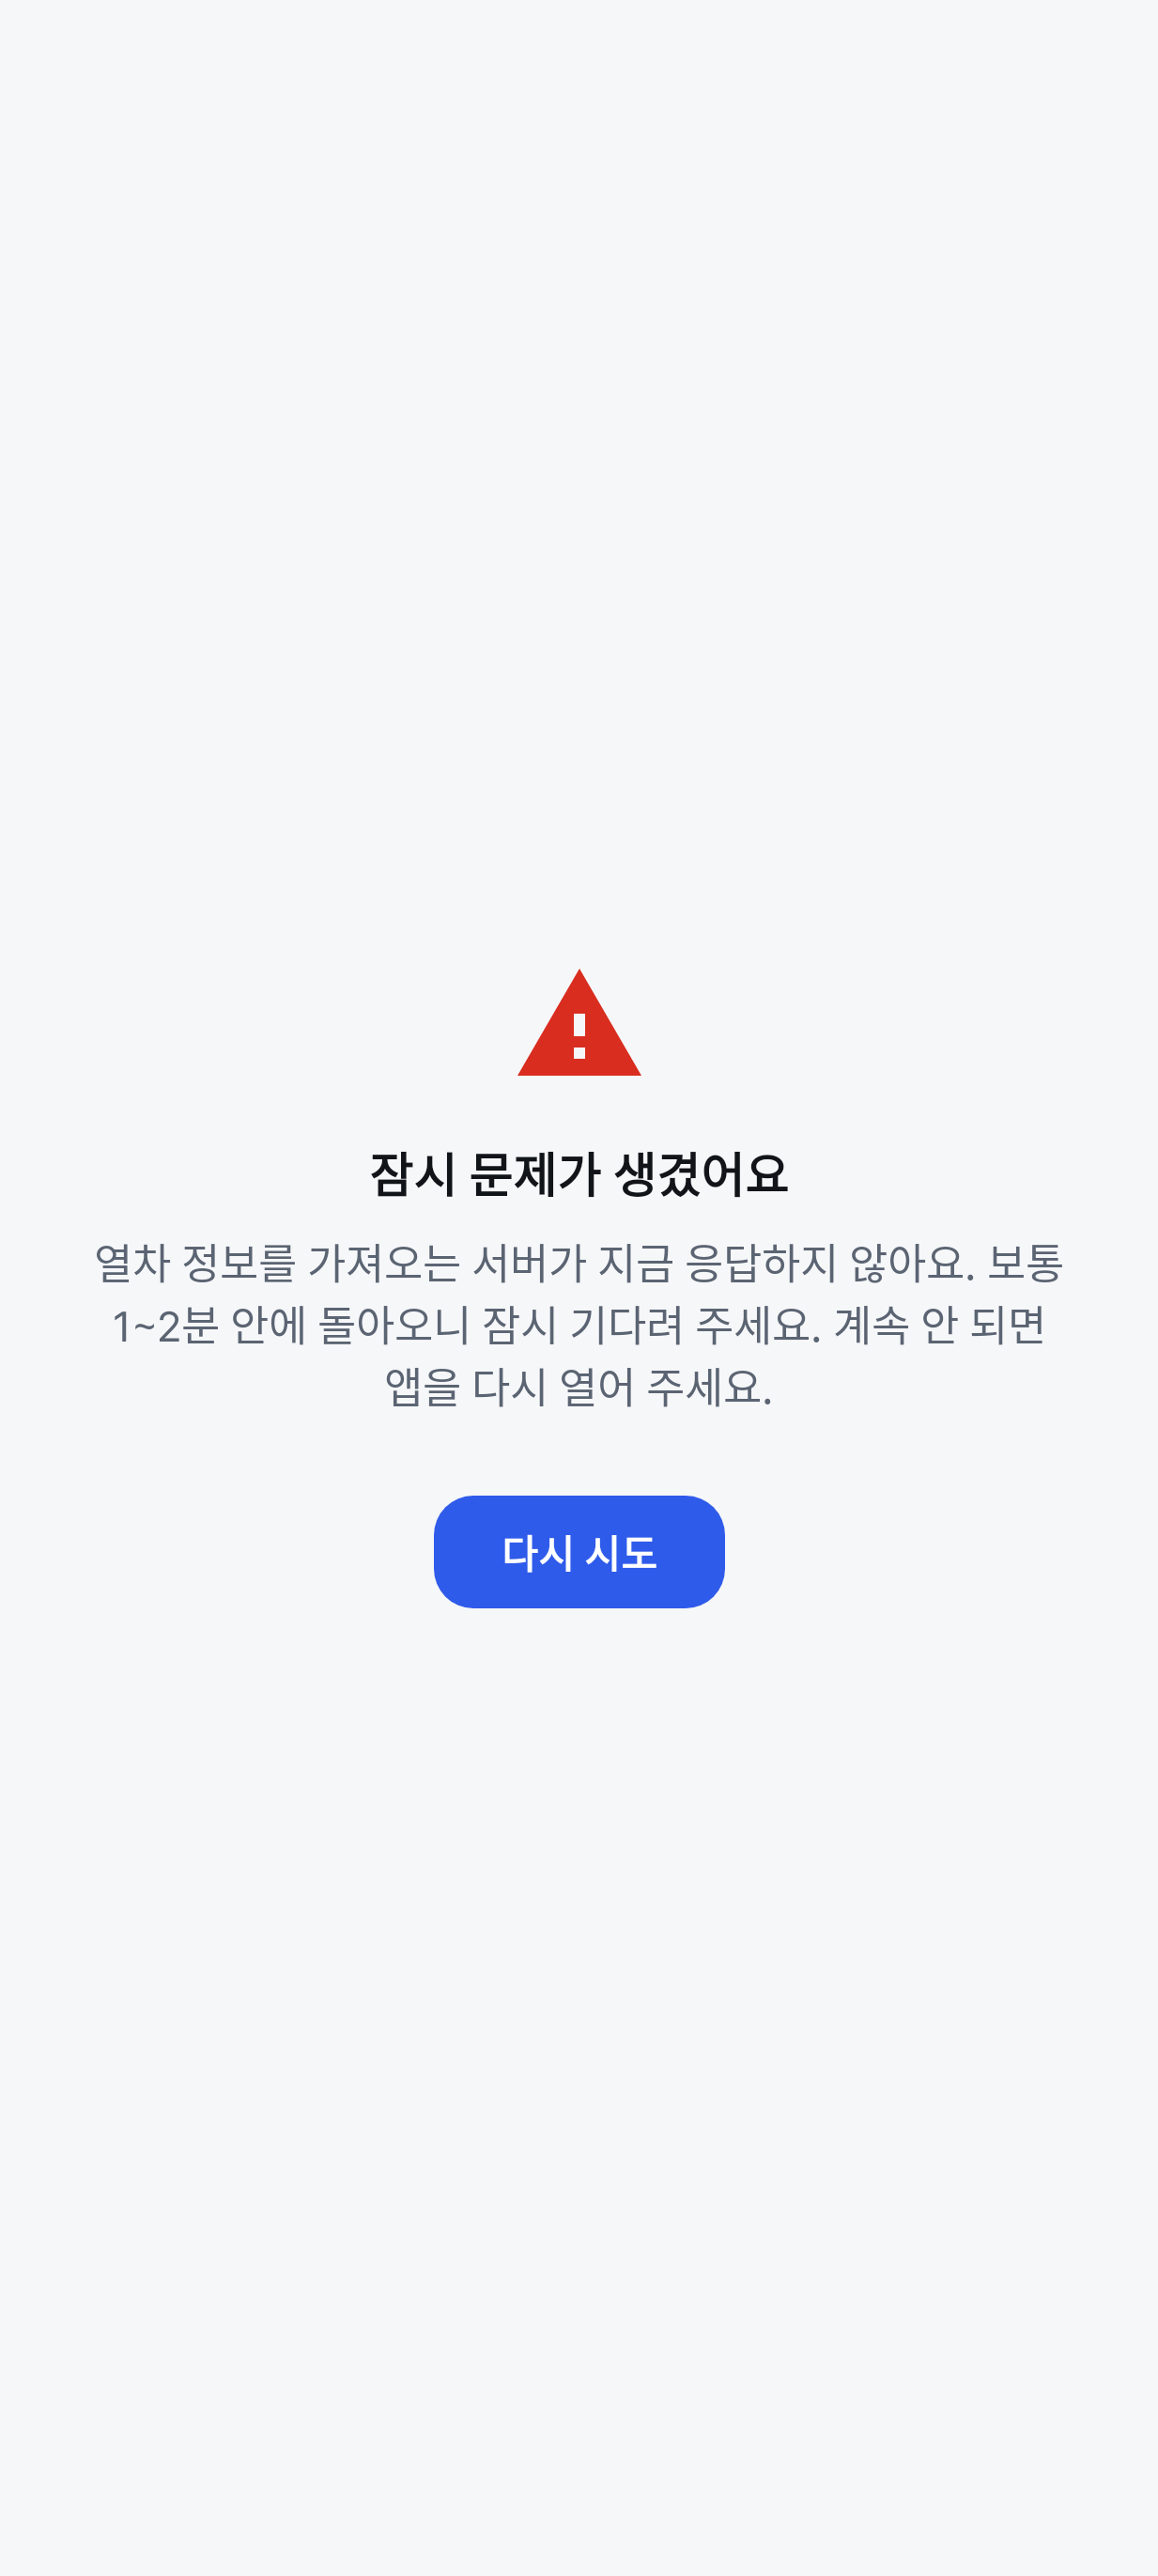 잠시 문제가 생겼어요
열차 정보를 가져오는 서버가 지금 응답하지 않아요. 보통
1~2분 안에 돌아오니 잠시 기다려 주세요. 계속 안 되면
앱을 다시 열어 주세요.
다시 시도